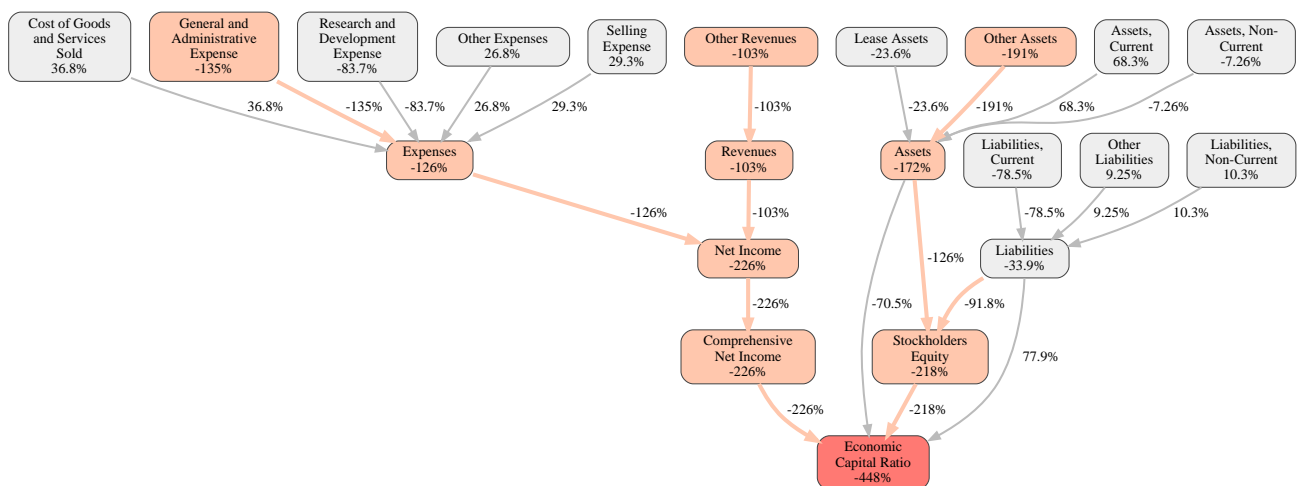 Cost of Goods
and Services
Sold
36.8%
General and
Administrative
Expense
-135%
Research and
Development
Expense
-83.7%
Other Expenses
26.8%
Selling
Expense
29.3%
Other Revenues
-103%
Lease Assets
-23.6%
Other Assets
-191%
Assets,
Current
68.3%
Assets, Non-
Current
-7.26%
36.8%
-135%
-83.7%
26.8%
29.3%
-103%
-23.6%
-191%
68.3%
-7.26%
Expenses
-126%
Revenues
-103%
Assets
-172%
Liabilities,
Current
-78.5%
Other
Liabilities
9.25%
Liabilities,
Non-Current
10.3%
-126%
-103%
-78.5%
9.25%
10.3%
Net Income
-226%
-126%
Liabilities
-33.9%
-226%
-70.5%
-91.8%
Comprehensive
Net Income
-226%
Stockholders
Equity
-218%
77.9%
-226%
-218%
Economic
Capital Ratio
-448%